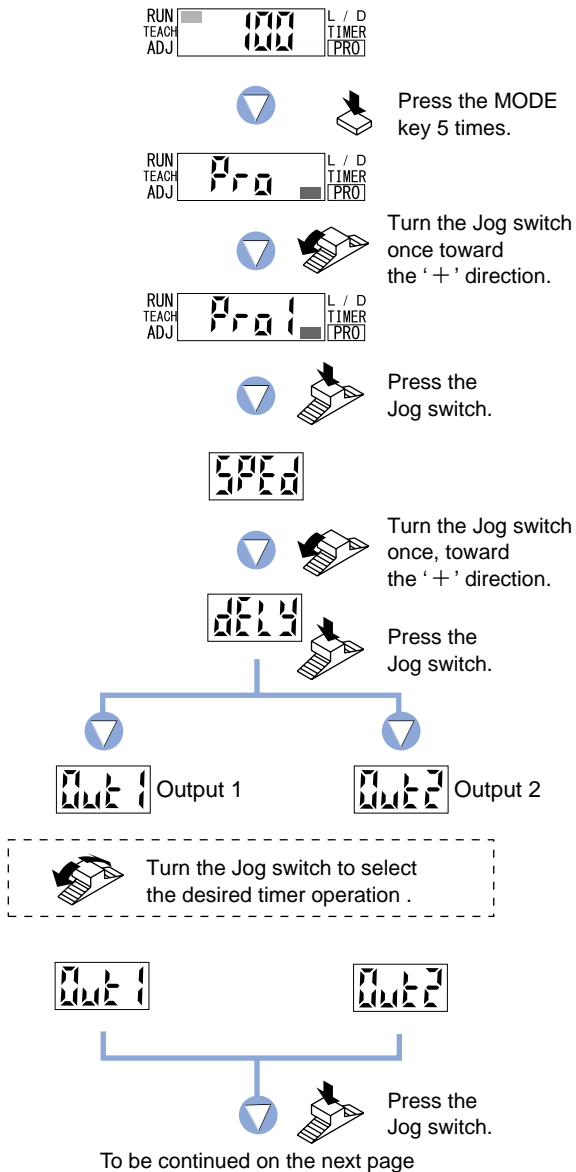 RUN L / D
TEACH 100 TIMER
ADJ PRO
Press the MODE
key 5 times.
RUN L / D
TEACH Pro TIMER
ADJ PRO
Turn the Jog switch
once toward
the ‘＋’ direction.
RUN L / D
TEACH Pro1 TIMER
ADJ PRO
Press the
Jog switch.
SPEd
Turn the Jog switch
once, toward
the ‘＋’ direction.
dELY
Press the
Jog switch.
Out1 Output 1 Out2 Output 2
Turn the Jog switch to select
the desired timer operation .
Out1 Out2
Press the
Jog switch.
To be continued on the next page